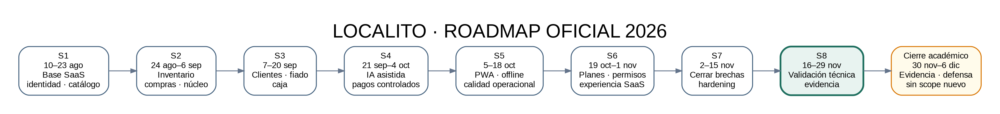 LOCALITO · ROADMAP OFICIAL 2026
S1
10–23 ago
Base SaaS
identidad · catálogo
S2
24 ago–6 sep
Inventario
compras · núcleo
S3
7–20 sep
Clientes · fiado
caja
S4
21 sep–4 oct
IA asistida
pagos controlados
S5
5–18 oct
PWA · offline
calidad operacional
S6
19 oct–1 nov
Planes · permisos
experiencia SaaS
S7
2–15 nov
Cerrar brechas
hardening
S8
16–29 nov
Validación técnica
evidencia
Cierre académico
30 nov–6 dic
Evidencia · defensa
sin scope nuevo